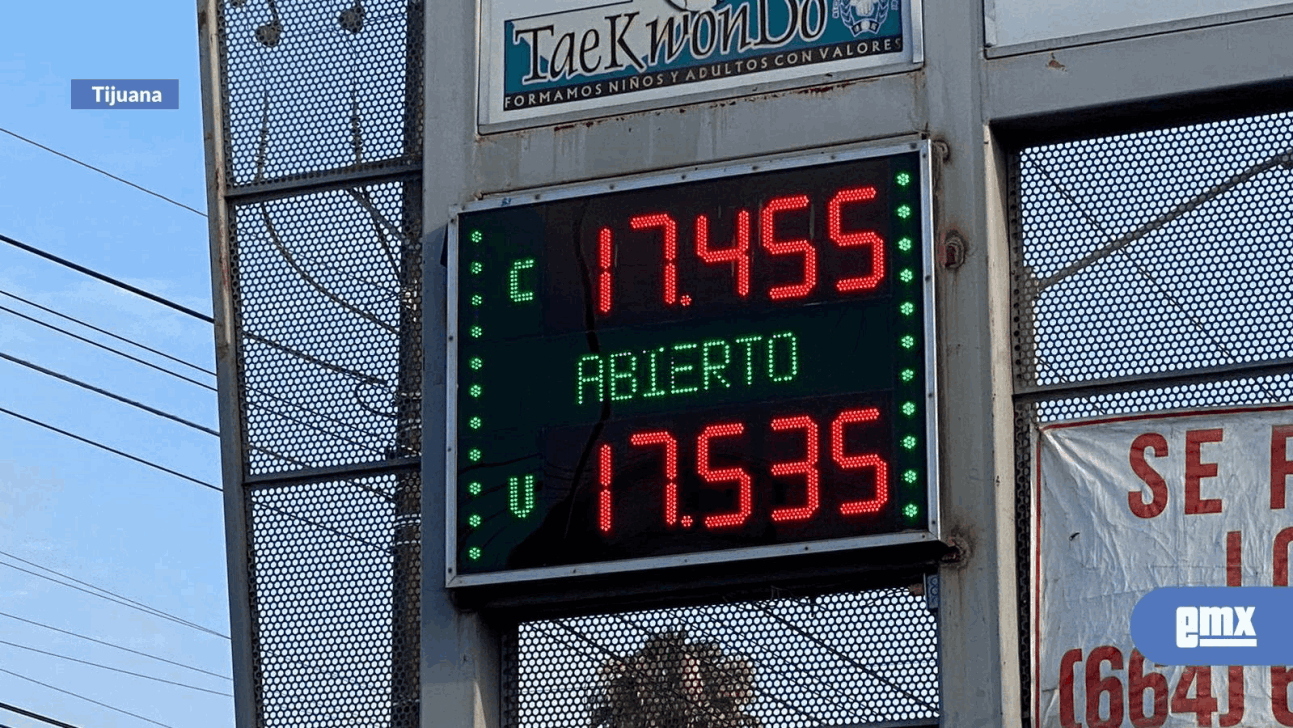 Tijuana
TaeKwonDo
FORMAMOS NIÑOS Y ADULTOS CON VALORES
C 17.455
ABIERTO
V 17.535
SE
(664)
emx